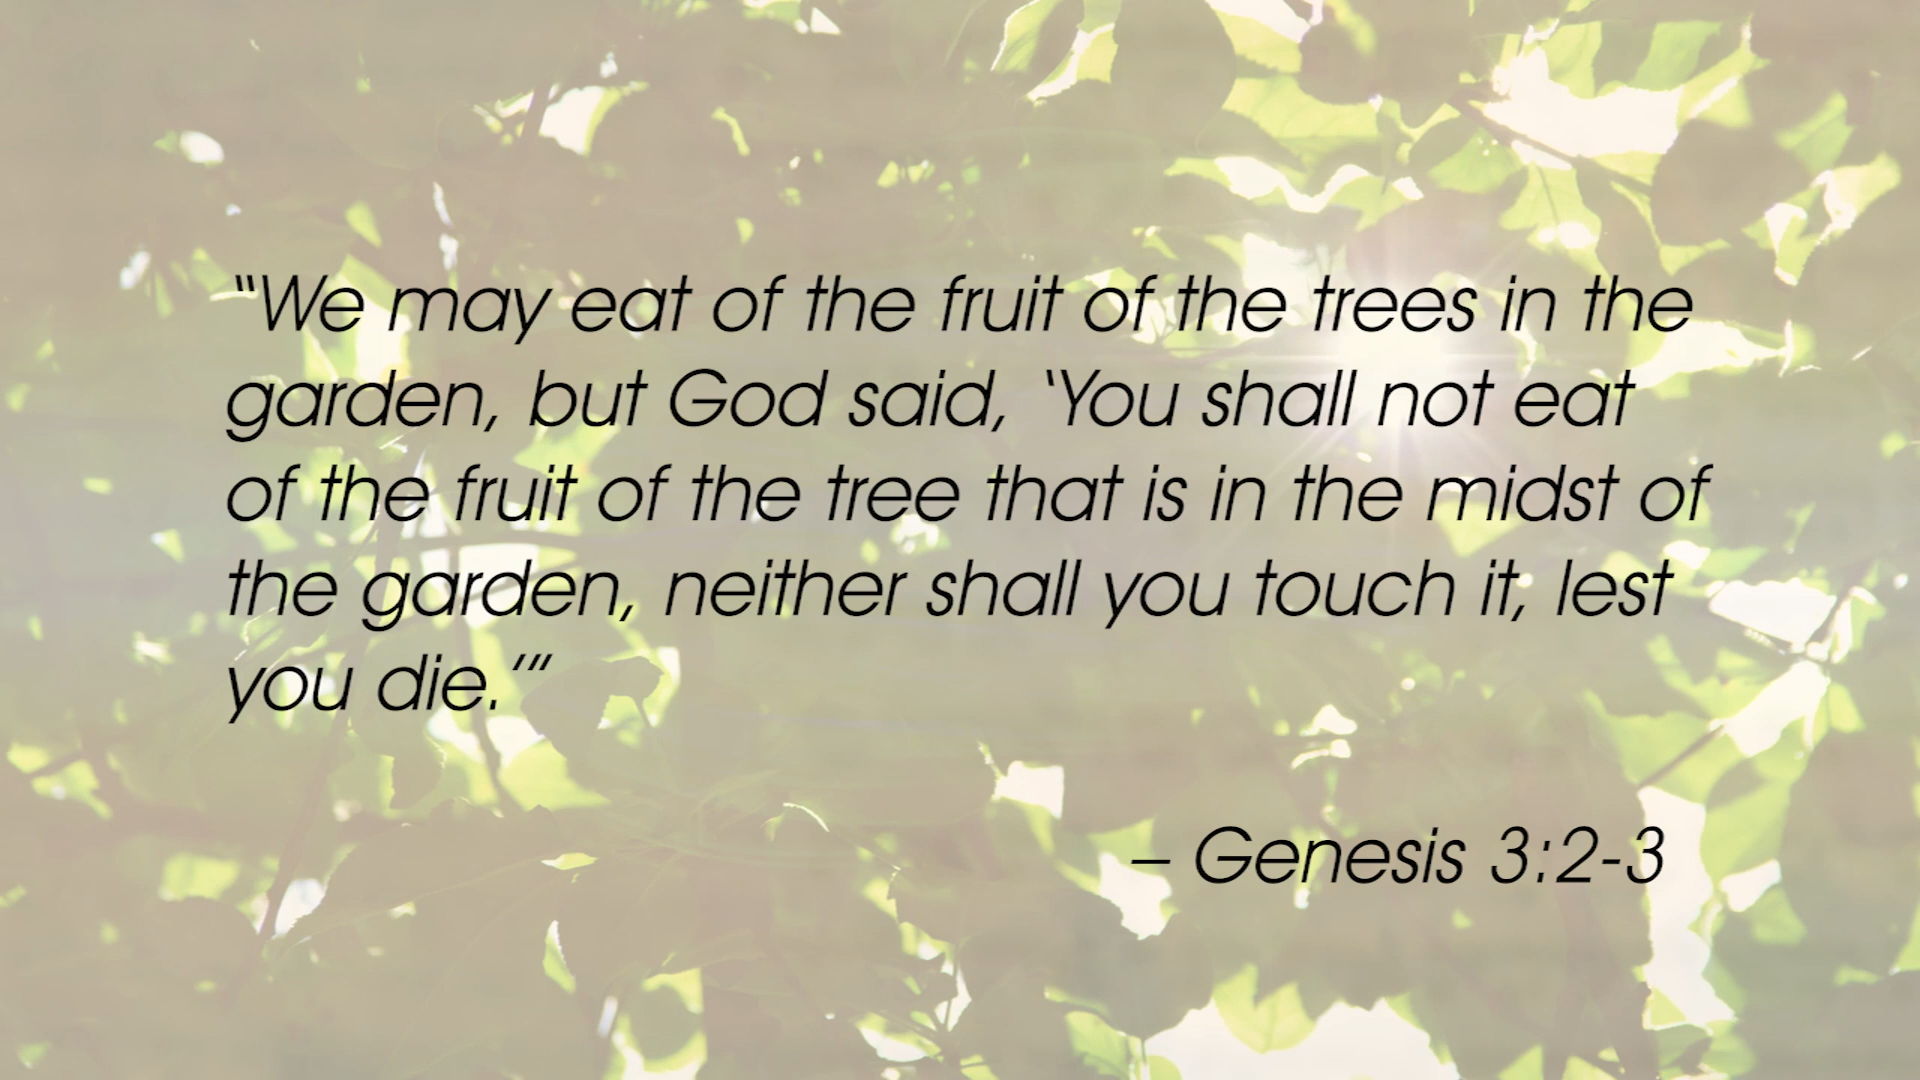 “We may eat of the fruit of the trees in the
garden, but God said, ‘You shall not eat
of the fruit of the tree that is in the midst of
the garden, neither shall you touch it, lest
you die.’”
– Genesis 3:2-3